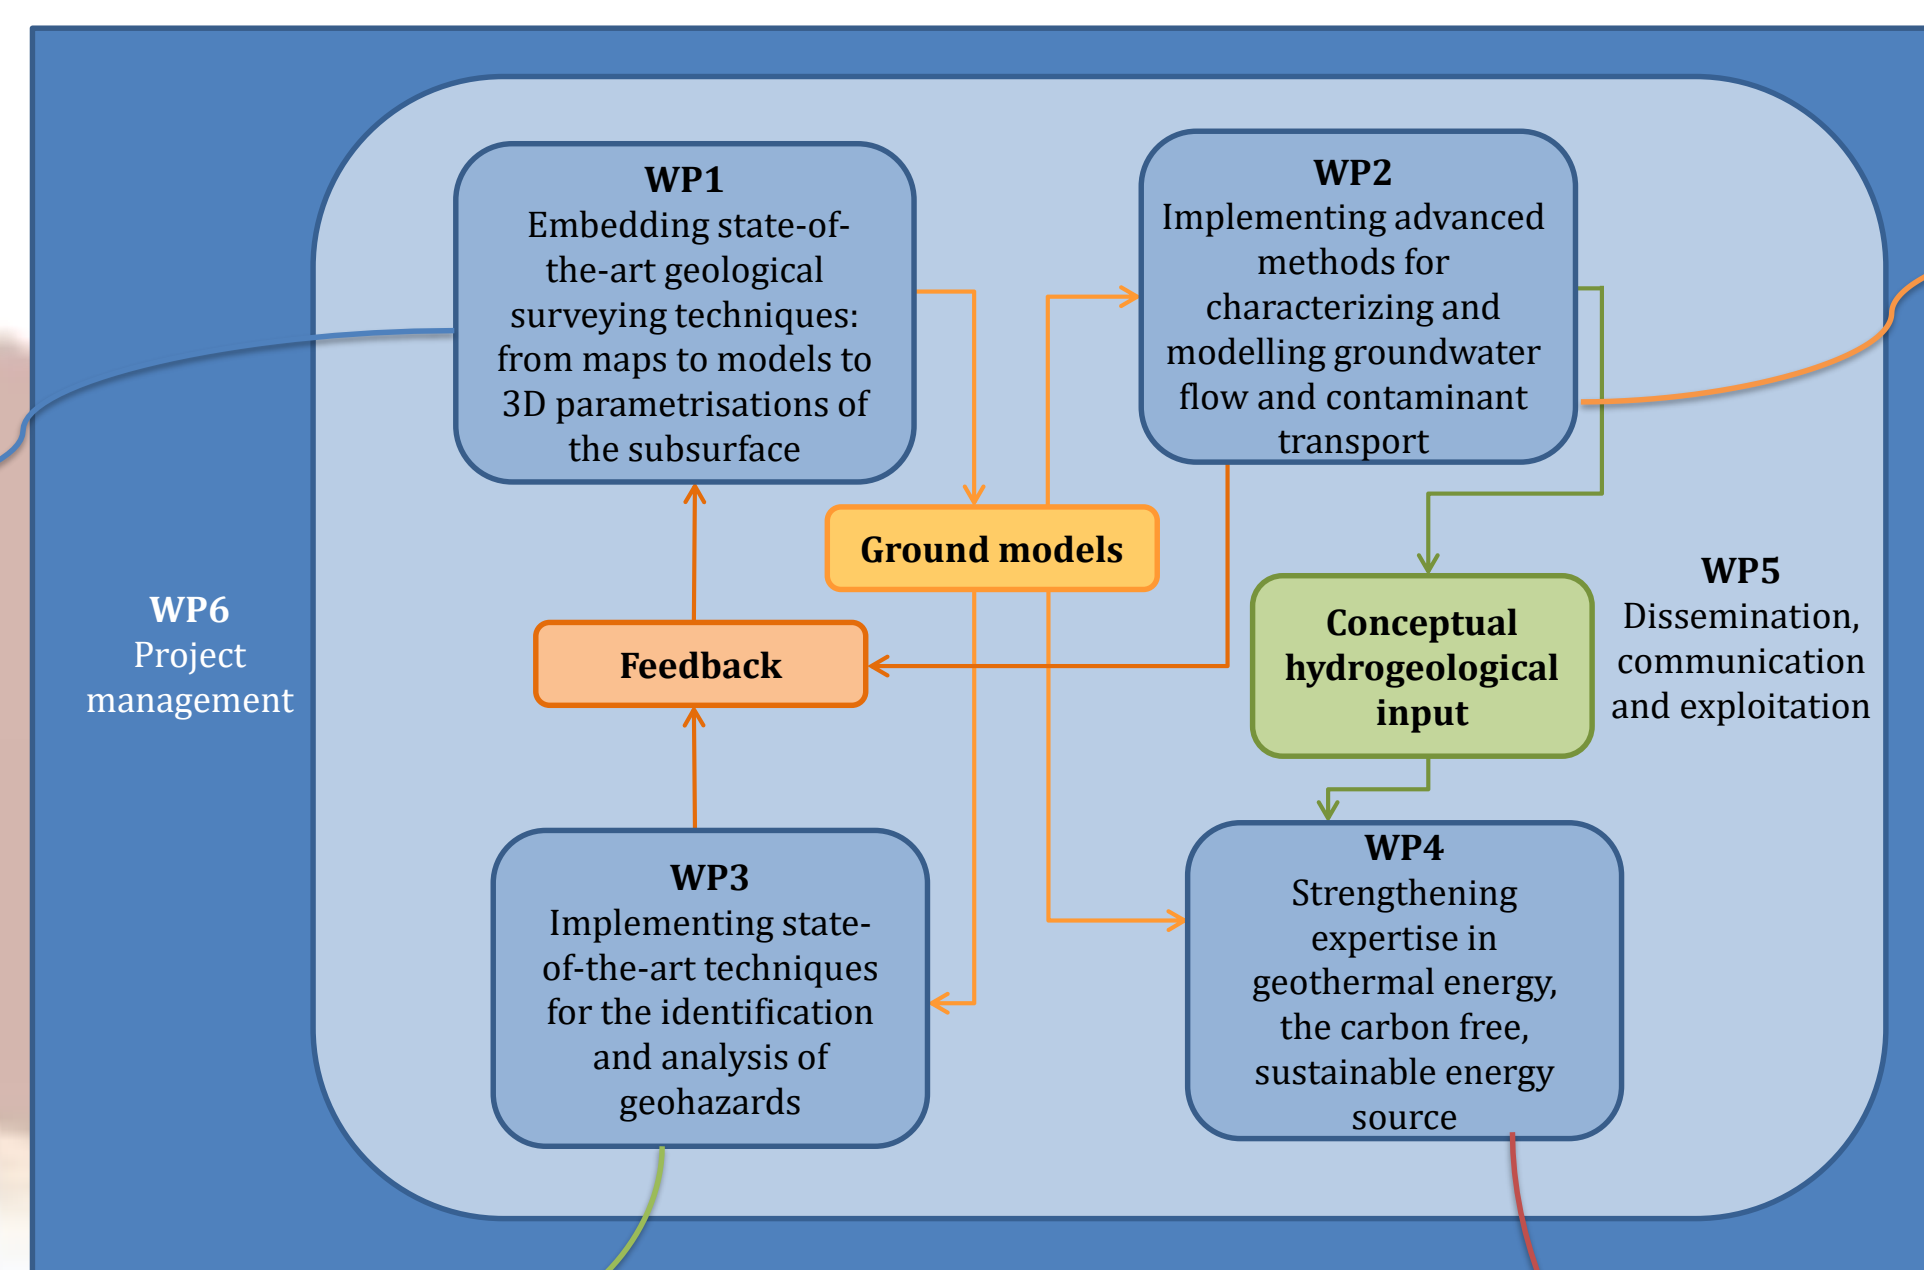 WP1
Embedding state-of-
the-art geological
surveying techniques:
from maps to models to
3D parametrisations of
the subsurface
WP2
Implementing advanced
methods for
characterizing and
modelling groundwater
flow and contaminant
transport
Ground models
WP6
Project
management
Feedback
Conceptual
hydrogeological
input
WP5
Dissemination,
communication
and exploitation
WP3
Implementing state-
of-the-art techniques
for the identification
and analysis of
geohazards
WP4
Strengthening
expertise in
geothermal energy,
the carbon free,
sustainable energy
source